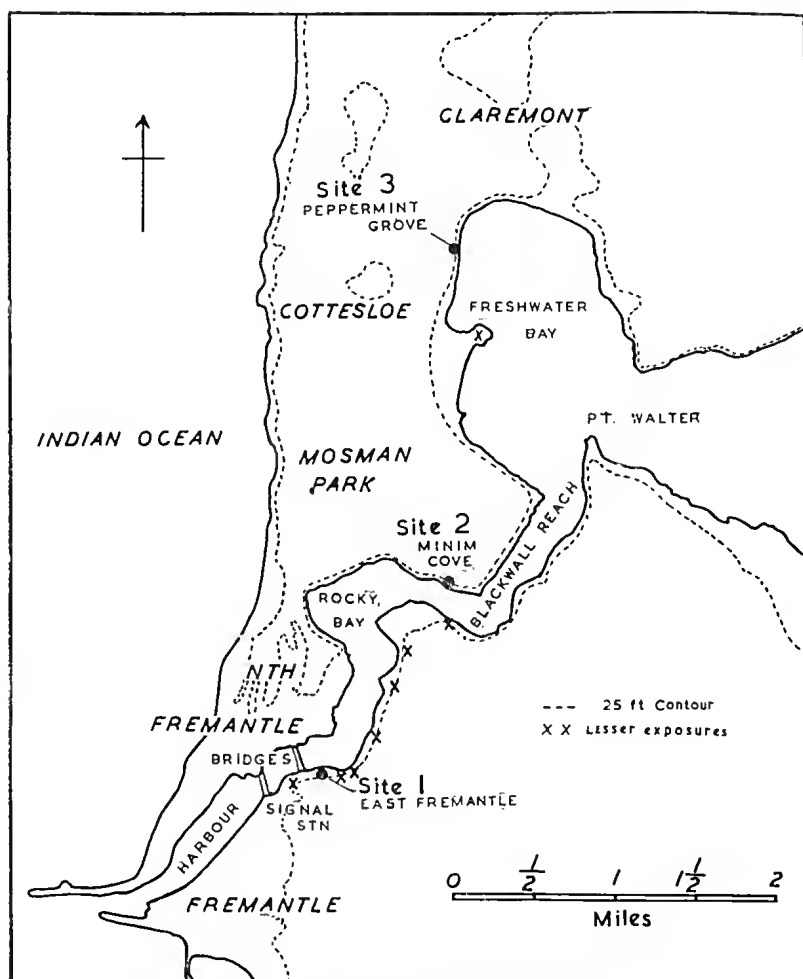 CLAREMONT
Site 3
PEPPERMINT
GROVE
COTTESLOE
FRESHWATER
BAY
X
INDIAN OCEAN
PT. WALTER
MOSMAN
PARK
Site 2
MINIM
COVE
BLACKWALL REACH
ROCKY
BAY
X
X
X
NTH
--- 25 ft Contour
X X Lesser exposures
FREMANTLE
X
BRIDGES
X X
X
Site 1
EAST FREMANTLE
SIGNAL
STN
HARBOUR
FREMANTLE
0 1/2 1 1 1/2 2
Miles